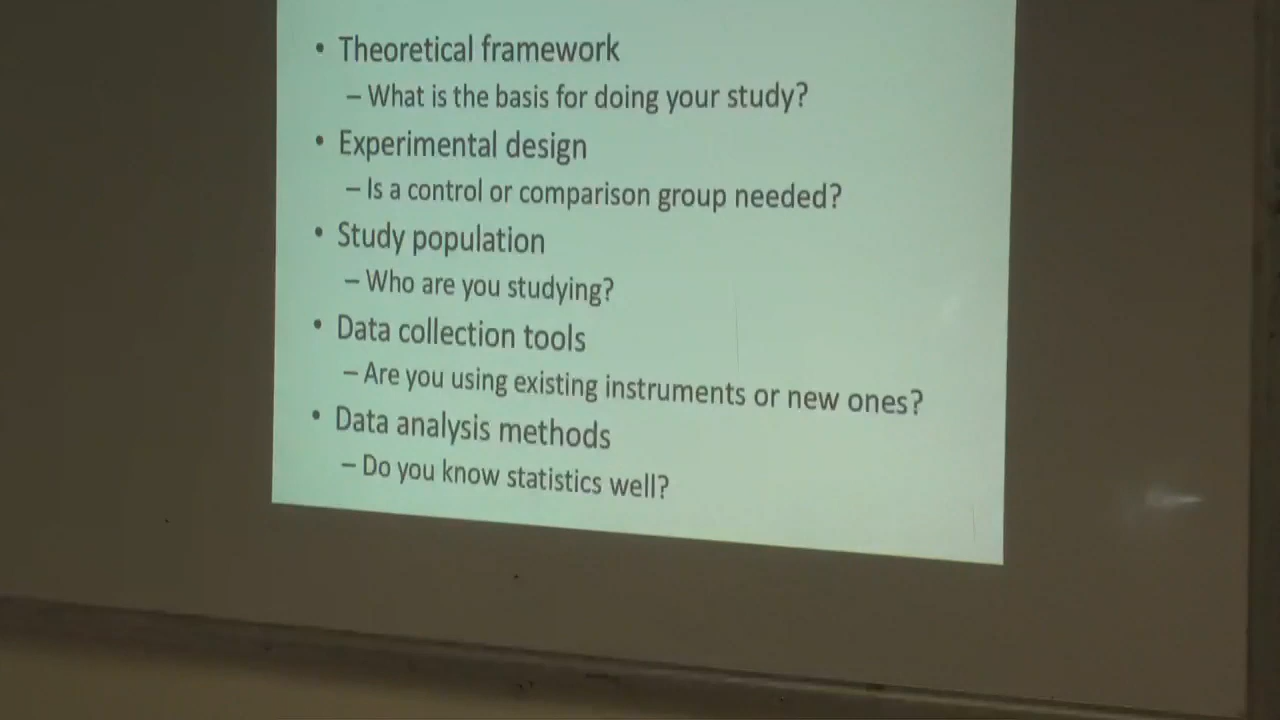 • Theoretical framework
– What is the basis for doing your study?
• Experimental design
– Is a control or comparison group needed?
• Study population
– Who are you studying?
• Data collection tools
– Are you using existing instruments or new ones?
• Data analysis methods
– Do you know statistics well?